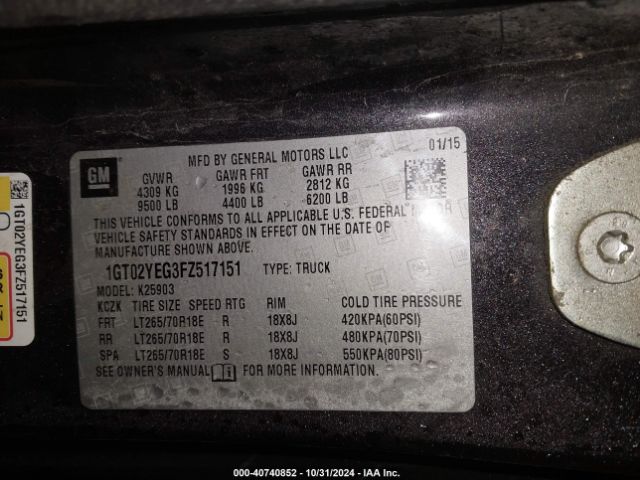 MFD BY GENERAL MOTORS LLC 01/15
GM
GVWR GAWR FRT GAWR RR
4309 KG 1996 KG 2812 KG
9500 LB 4400 LB 6200 LB
THIS VEHICLE CONFORMS TO ALL APPLICABLE U.S. FEDERAL MOTOR
VEHICLE SAFETY STANDARDS IN EFFECT ON THE DATE OF
MANUFACTURE SHOWN ABOVE.
1GT02YEG3FZ517151 TYPE: TRUCK
MODEL: K25903
KCZK TIRE SIZE SPEED RTG RIM COLD TIRE PRESSURE
FRT LT265/70R18E R 18X8J 420KPA(60PSI)
RR LT265/70R18E R 18X8J 480KPA(70PSI)
SPA LT265/70R18E S 18X8J 550KPA(80PSI)
SEE OWNER'S MANUAL FOR MORE INFORMATION.
1GT02YEG3FZ517151
000-40740852 - 10/31/2024 - IAA Inc.